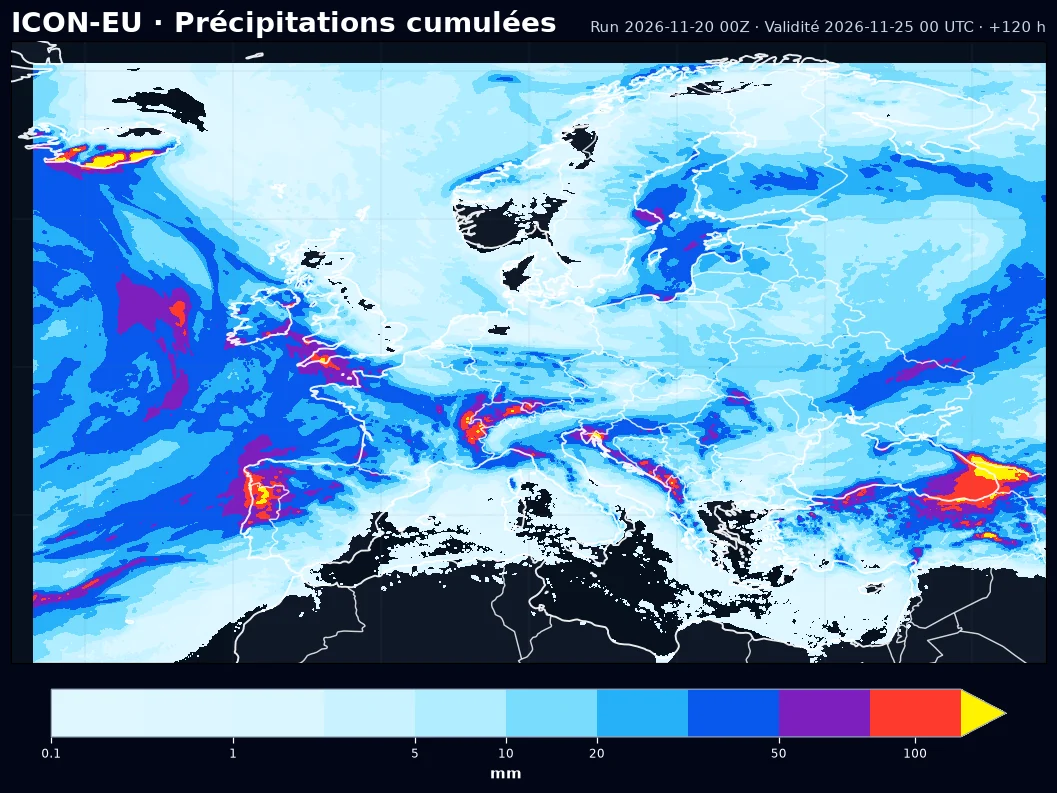 ICON-EU · Précipitations cumulées
Run 2026-11-20 00Z · Validité 2026-11-25 00 UTC · +120 h
0.1 1 5 10 20 50 100
mm